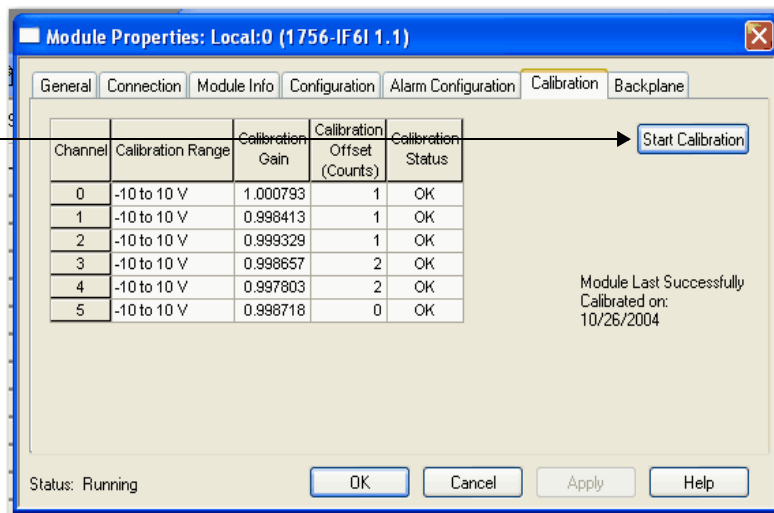 Module Properties: Local:0 (1756-IF6I 1.1)
General Connection Module Info Configuration Alarm Configuration Calibration Backplane
Channel Calibration Range Calibration Gain Calibration Offset (Counts) Calibration Status
0 -10 to 10 V 1.000793 1 OK
1 -10 to 10 V 0.998413 1 OK
2 -10 to 10 V 0.999329 1 OK
3 -10 to 10 V 0.998657 2 OK
4 -10 to 10 V 0.997803 2 OK
5 -10 to 10 V 0.998718 0 OK
Start Calibration
Module Last Successfully
Calibrated on:
10/26/2004
Status: Running
OK Cancel Apply Help